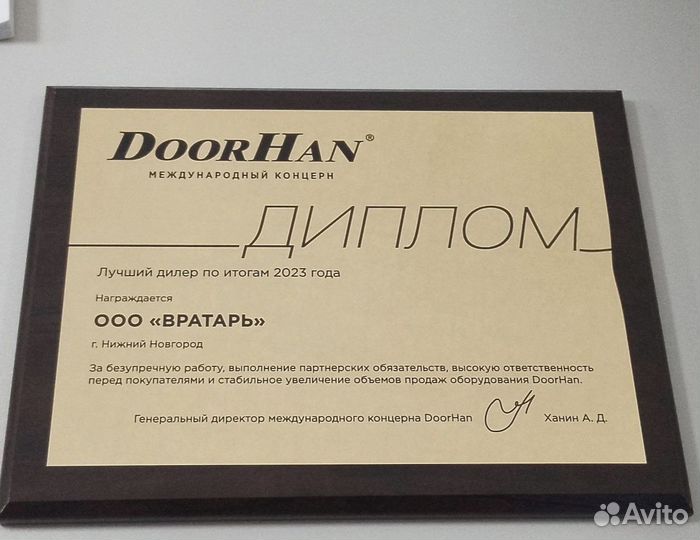 DOORHAN®
МЕЖДУНАРОДНЫЙ КОНЦЕРН
ДИПЛОМ
Лучший дилер по итогам 2023 года
Награждается
ООО «ВРАТАРЬ»
г. Нижний Новгород
За безупречную работу, выполнение партнерских обязательств, высокую ответственность
перед покупателями и стабильное увеличение объемов продаж оборудования DoorHan.
Генеральный директор международного концерна DoorHan Ханин А. Д.
Avito